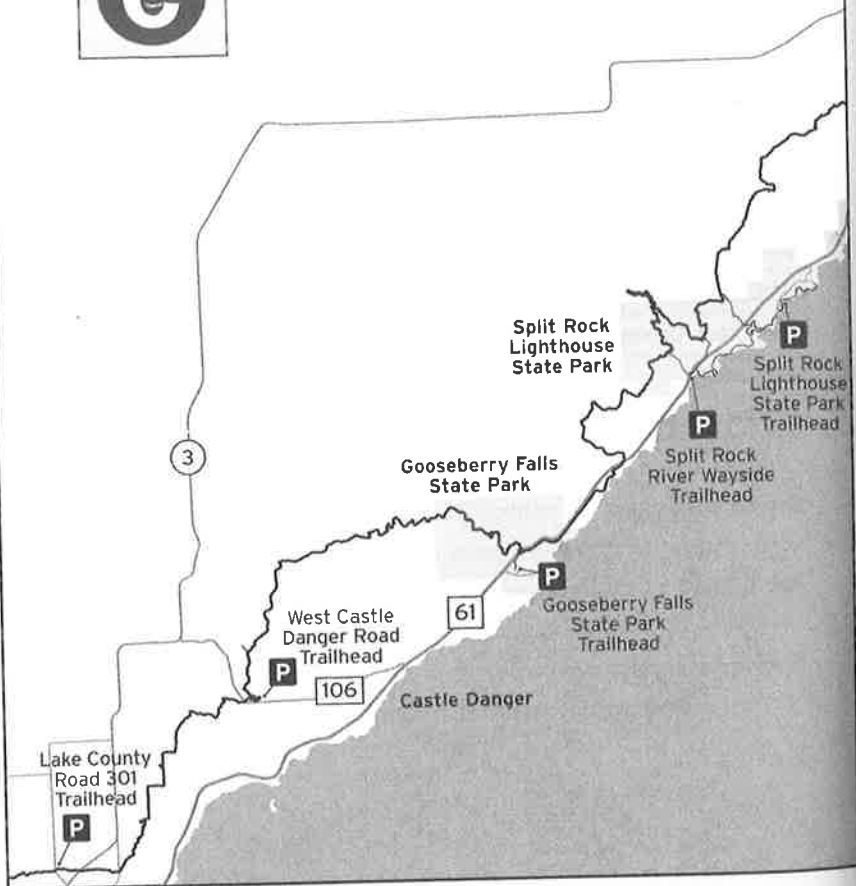 G
Split Rock
Lighthouse
State Park
P
Split Rock
Lighthouse
State Park
Trailhead
P
Split Rock
River Wayside
Trailhead
3
Gooseberry Falls
State Park
P
Gooseberry Falls
State Park
Trailhead
61
West Castle
Danger Road
Trailhead
P
106
Castle Danger
Lake County
Road 301
Trailhead
P